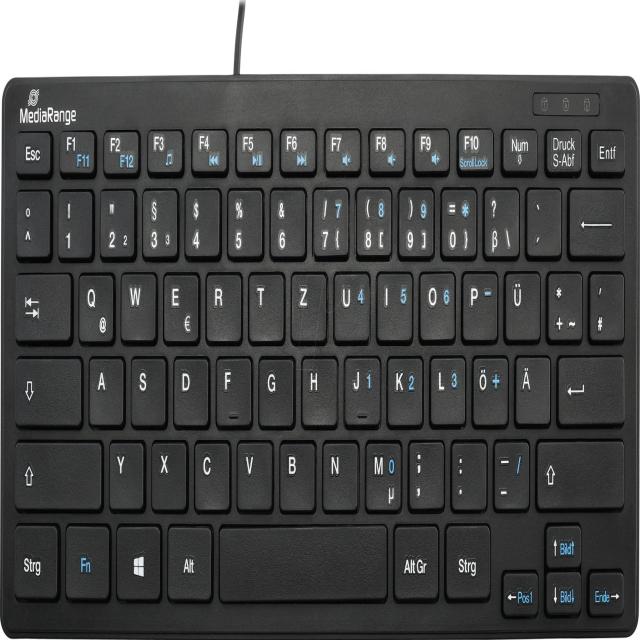 MediaRange
Esc F1 F11 F2 F12 F3 F4 F5 F6 F7 F8 F9 F10 ScrollLock Num Druck S-Abf Entf
° ! " § $ % & / 7 ( 8 ) 9 = * ? `
^ 1 2 ² 3 ³ 4 5 6 7 { 8 [ 9 ] 0 } ß \ ´
Q W E R T Z U 4 I 5 O 6 P - Ü * '
@ € + ~ #
A S D F G H J 1 K 2 L 3 Ö + Ä
Y X C V B N M 0 ; : _ /
µ , . -
Strg Fn Alt Alt Gr Strg ↑ Bild↑
← Pos1 ↓ Bild↓ Ende →